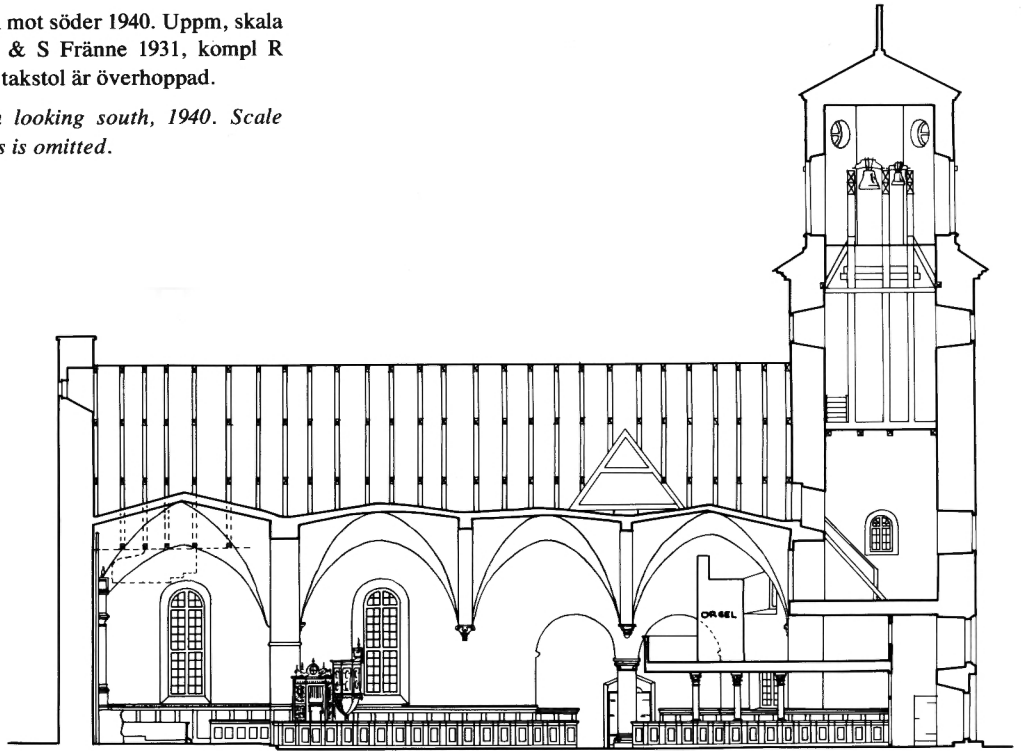 mot söder 1940. Uppm, skala
& S Fränne 1931, kompl R
takstol är överhoppad.
looking south, 1940. Scale
s is omitted.
ORGEL